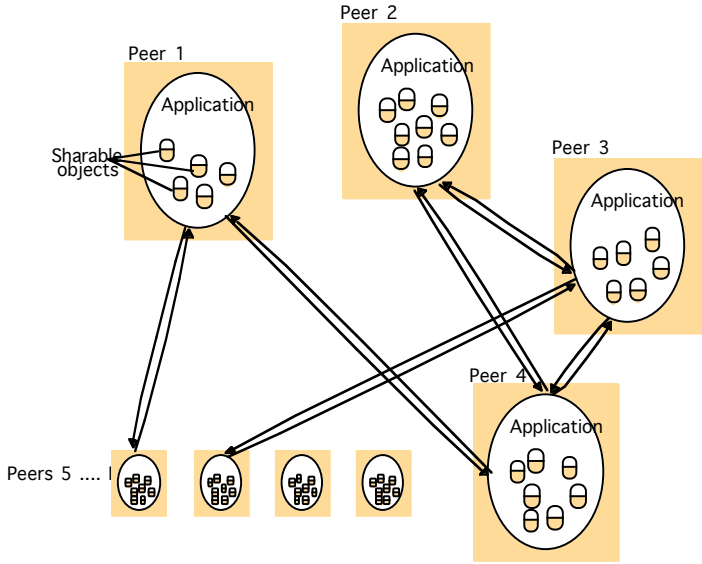 Peer 2
Peer 1
Application
Application
Sharable
objects
Peer 3
Application
Peer 4
Application
Peers 5 ....